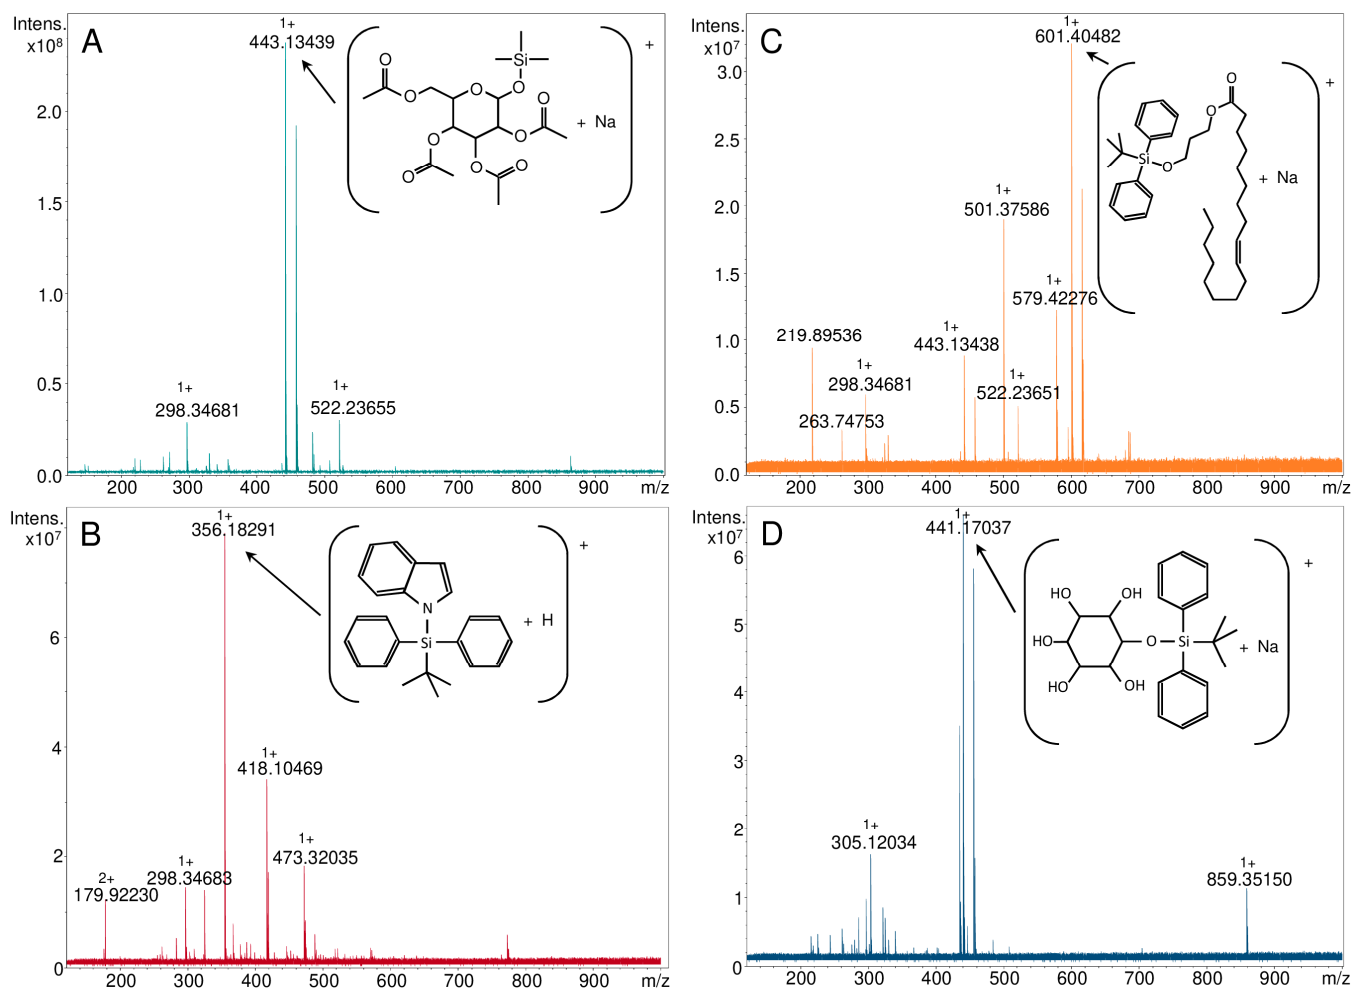 A
Intens.
x10⁸
1+
443.13439
2.0
1.5
1.0
0.5
0.0
1+
298.34681
1+
522.23655
200 300 400 500 600 700 800 900 m/z
+
Si
O
O
O
O
O
O
O
O
O
O
+ Na
C
Intens.
x10⁷
1+
601.40482
3.0
2.5
2.0
1.5
1.0
0.5
0.0
1+
501.37586
1+
579.42276
219.89536
1+
443.13438
1+
298.34681
1+
522.23651
263.74753
200 300 400 500 600 700 800 900 m/z
+
O
O
Si
O
+ Na
B
Intens.
x10⁷
1+
356.18291
6
4
2
0
1+
418.10469
1+
473.32035
1+
298.34683
2+
179.92230
200 300 400 500 600 700 800 900 m/z
+
N
Si
+ H
D
Intens.
x10⁷
1+
441.17037
6
5
4
3
2
1
0
1+
305.12034
1+
859.35150
200 300 400 500 600 700 800 900 m/z
+
HO OH
HO O Si
HO OH
+ Na